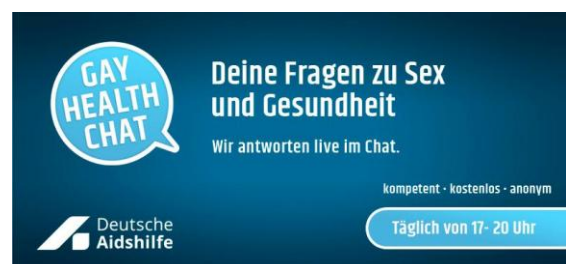 GAY
HEALTH
CHAT
Deine Fragen zu Sex
und Gesundheit
Wir antworten live im Chat.
kompetent · kostenlos · anonym
Täglich von 17- 20 Uhr
Deutsche
Aidshilfe